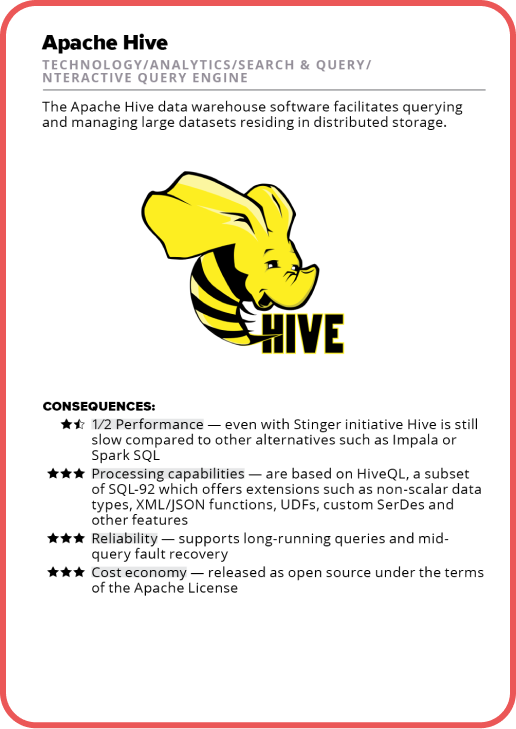 Apache Hive
TECHNOLOGY/ANALYTICS/SEARCH & QUERY/
NTERACTIVE QUERY ENGINE
The Apache Hive data warehouse software facilitates querying
and managing large datasets residing in distributed storage.
HIVE
CONSEQUENCES:
1/2 Performance — even with Stinger initiative Hive is still
slow compared to other alternatives such as Impala or
Spark SQL
★★★ Processing capabilities — are based on HiveQL, a subset
of SQL-92 which offers extensions such as non-scalar data
types, XML/JSON functions, UDFs, custom SerDes and
other features
★★★ Reliability — supports long-running queries and mid-
query fault recovery
★★★ Cost economy — released as open source under the terms
of the Apache License